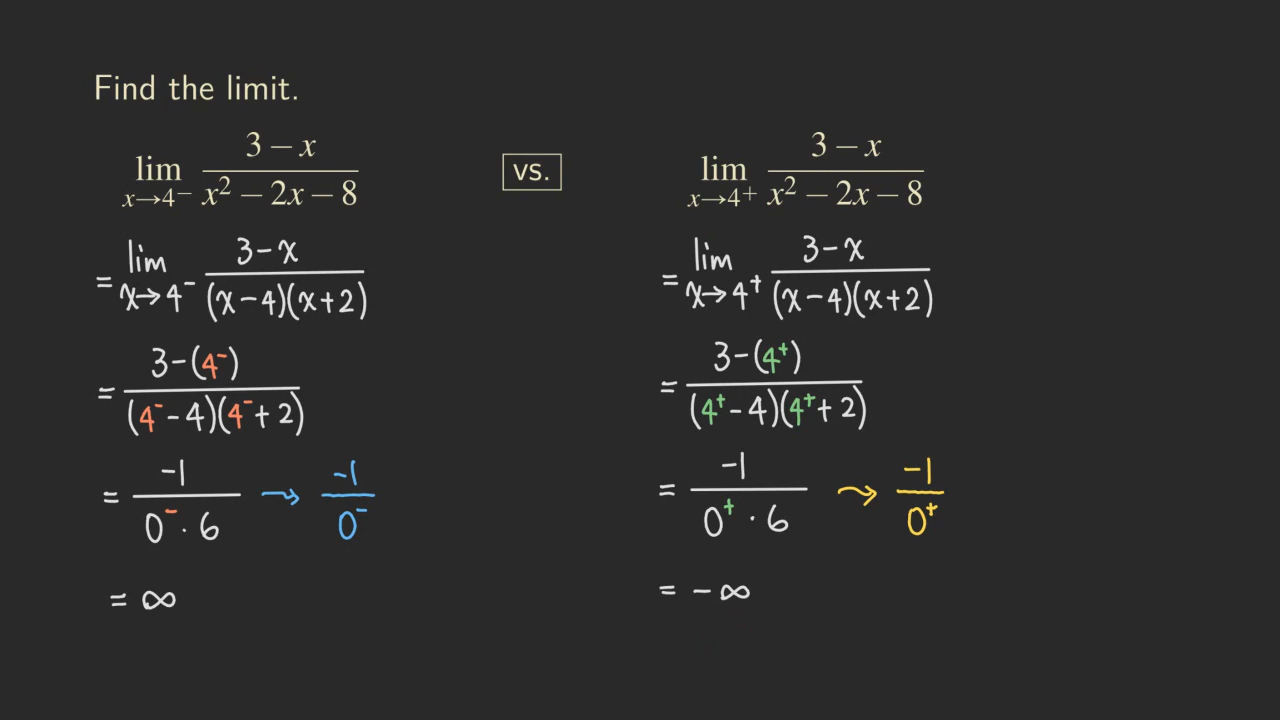 Find the limit.
lim x→4⁻ (3 − x)/(x² − 2x − 8)
vs.
lim x→4⁺ (3 − x)/(x² − 2x − 8)
= lim x→4⁻ (3−x)/((x−4)(x+2))
= (3−(4⁻))/((4⁻−4)(4⁻+2))
= −1/(0⁻ · 6) → −1/0⁻
= ∞
= lim x→4⁺ (3−x)/((x−4)(x+2))
= (3−(4⁺))/((4⁺−4)(4⁺+2))
= −1/(0⁺ · 6) → −1/0⁺
= −∞